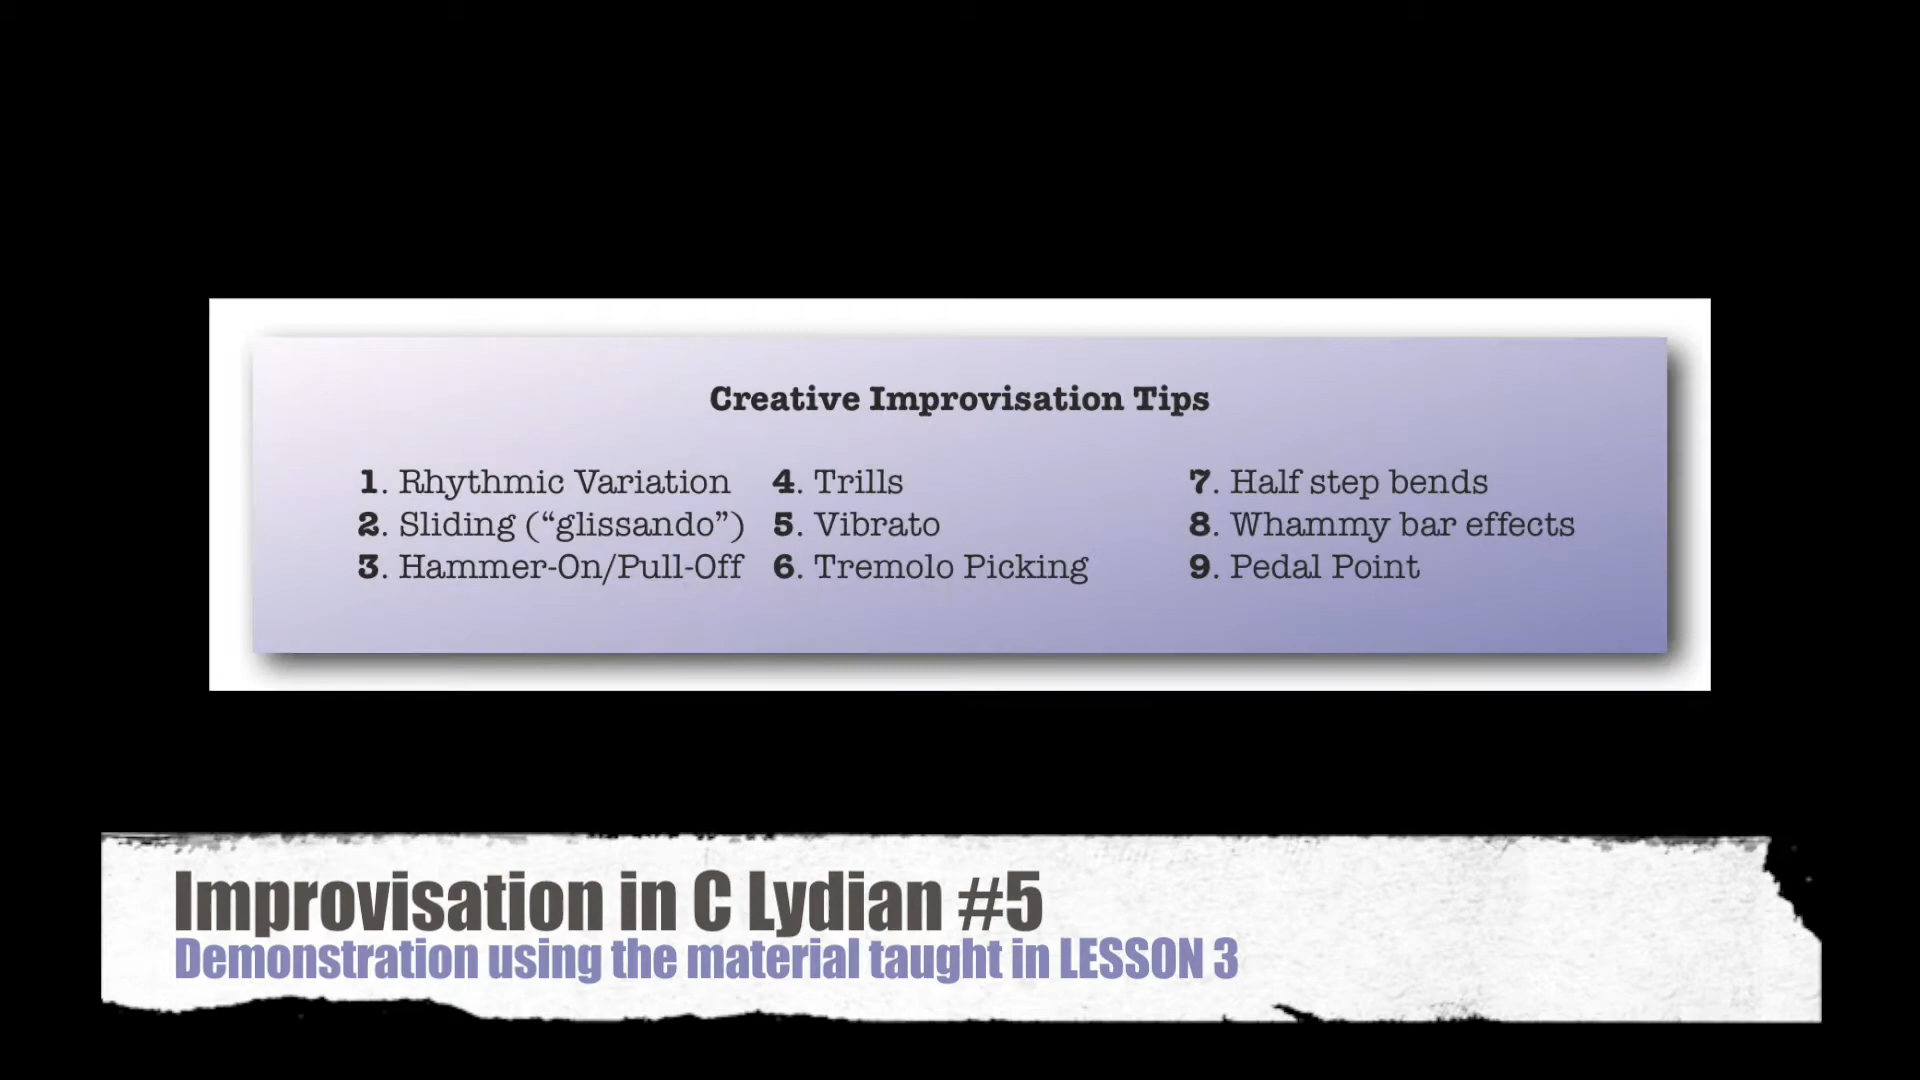 Creative Improvisation Tips
1. Rhythmic Variation
2. Sliding (“glissando”)
3. Hammer-On/Pull-Off
4. Trills
5. Vibrato
6. Tremolo Picking
7. Half step bends
8. Whammy bar effects
9. Pedal Point
Improvisation in C Lydian #5
Demonstration using the material taught in LESSON 3